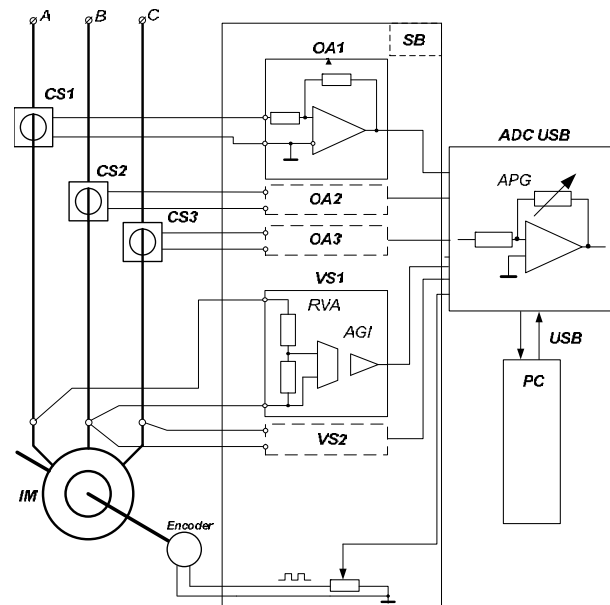 A B C
SB
OA1
CS1
ADC USB
CS2
APG
OA2
CS3
OA3
VS1
RVA
AGI
USB
PC
VS2
IM
Encoder